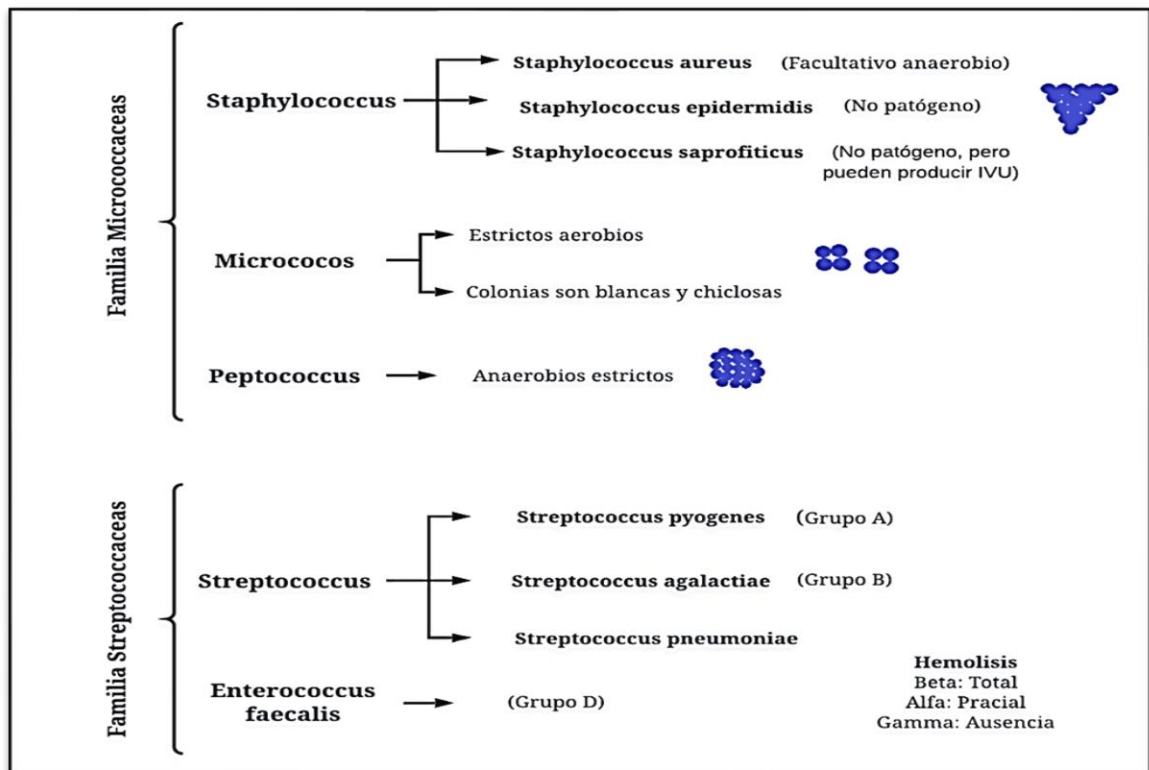 Familia Micrococcaceas
Staphylococcus
Staphylococcus aureus (Facultativo anaerobio)
Staphylococcus epidermidis (No patógeno)
Staphylococcus saprofiticus (No patógeno, pero
pueden producir IVU)
Micrococos
Estrictos aerobios
Colonias son blancas y chiclosas
Peptococcus
Anaerobios estrictos
Familia Streptococcaceas
Streptococcus
Streptococcus pyogenes (Grupo A)
Streptococcus agalactiae (Grupo B)
Streptococcus pneumoniae
Enterococcus
faecalis
(Grupo D)
Hemolisis
Beta: Total
Alfa: Pracial
Gamma: Ausencia